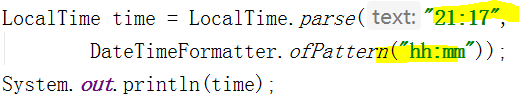 LocalTime time = LocalTime.parse( text: "21:17",
DateTimeFormatter.ofPattern("hh:mm"));
System.out.println(time);